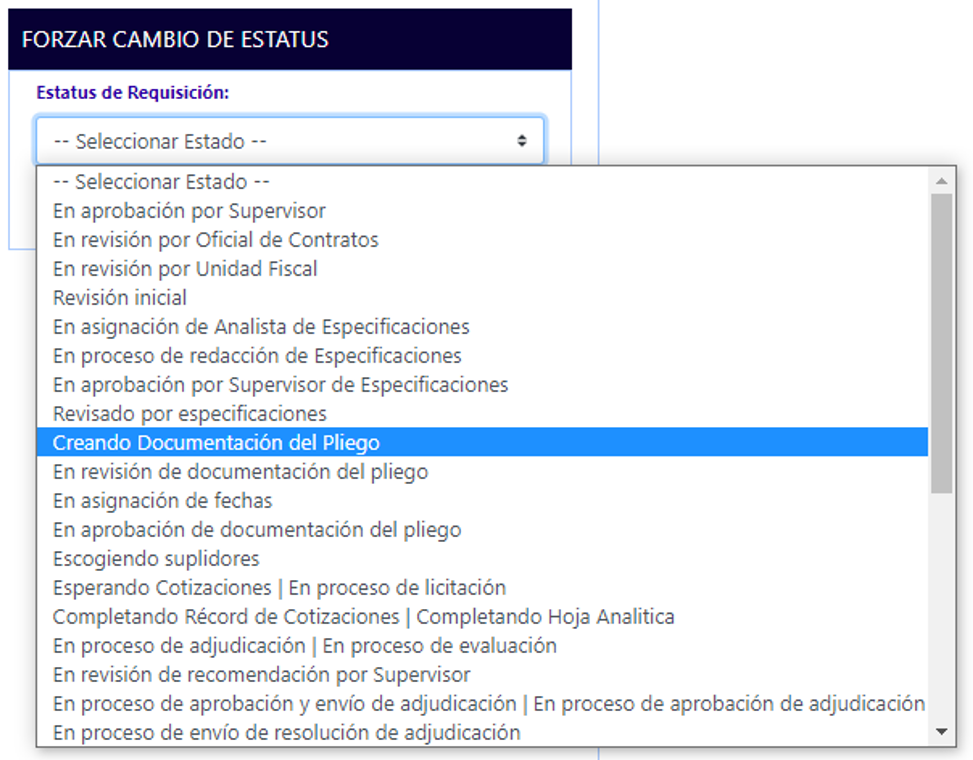 FORZAR CAMBIO DE ESTATUS
Estatus de Requisición:
-- Seleccionar Estado --
-- Seleccionar Estado --
En aprobación por Supervisor
En revisión por Oficial de Contratos
En revisión por Unidad Fiscal
Revisión inicial
En asignación de Analista de Especificaciones
En proceso de redacción de Especificaciones
En aprobación por Supervisor de Especificaciones
Revisado por especificaciones
Creando Documentación del Pliego
En revisión de documentación del pliego
En asignación de fechas
En aprobación de documentación del pliego
Escogiendo suplidores
Esperando Cotizaciones | En proceso de licitación
Completando Récord de Cotizaciones | Completando Hoja Analitica
En proceso de adjudicación | En proceso de evaluación
En revisión de recomendación por Supervisor
En proceso de aprobación y envío de adjudicación | En proceso de aprobación de adjudicación
En proceso de envío de resolución de adjudicación